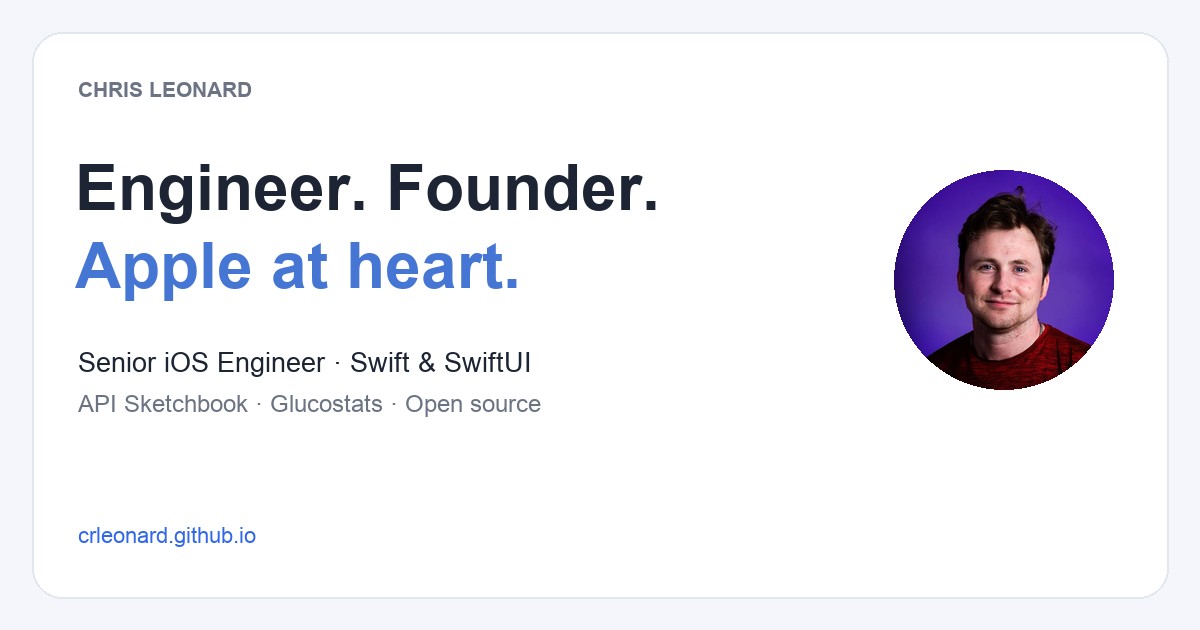 CHRIS LEONARD
Engineer. Founder.
Apple at heart.
Senior iOS Engineer · Swift & SwiftUI
API Sketchbook · Glucostats · Open source
crleonard.github.io